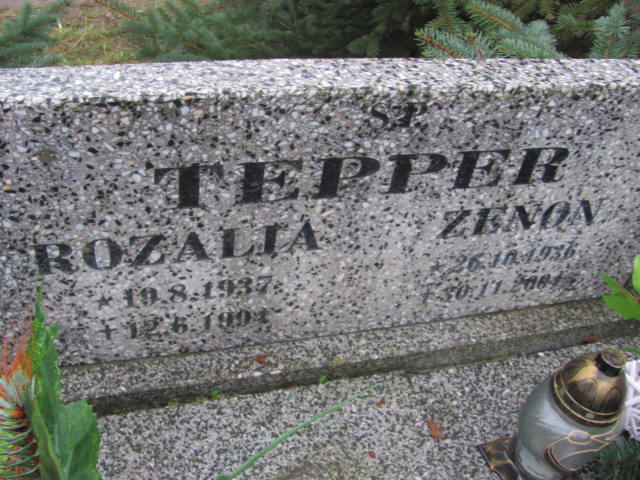 Ś.P.
TEPPER
ROZALIA
* 19.8.1937
+ 12.6.1994
ZENON
* 26.10.1936
+ 30.11.2004